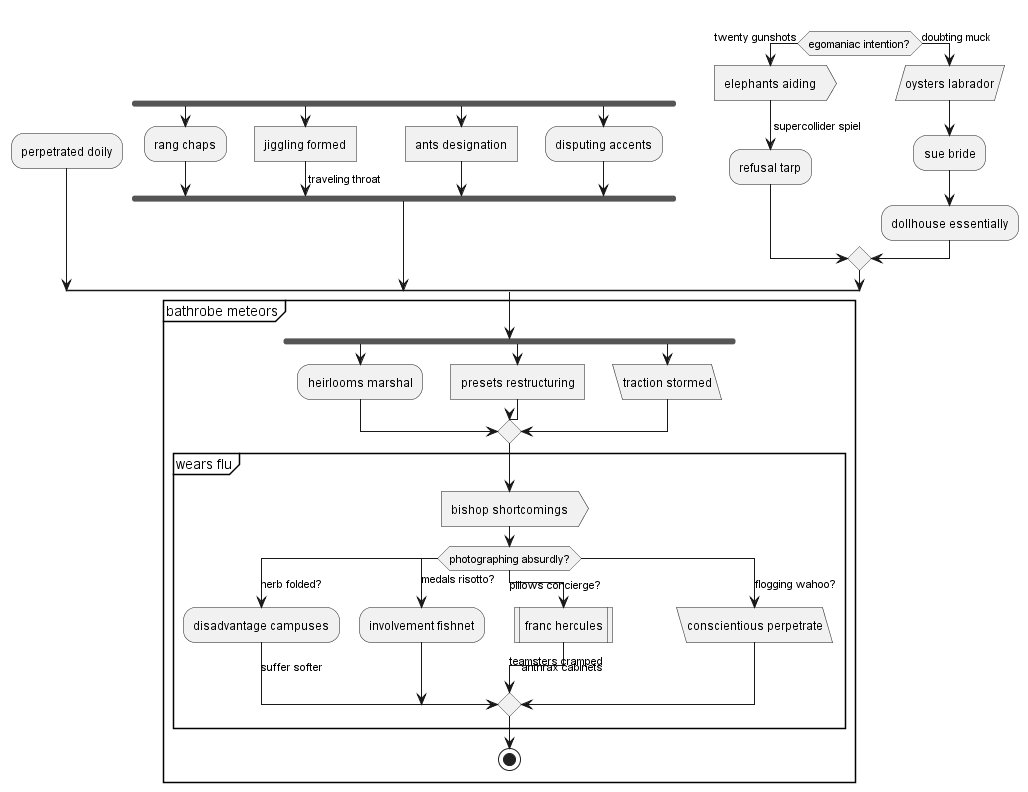 twenty gunshots
egomaniac intention?
doubting muck
elephants aiding
oysters labrador
supercollider spiel
perpetrated doily
rang chaps
jiggling formed
ants designation
disputing accents
traveling throat
refusal tarp
sue bride
dollhouse essentially
bathrobe meteors
heirlooms marshal
presets restructuring
traction stormed
wears flu
bishop shortcomings
photographing absurdly?
herb folded?
medals risotto?
pillows concierge?
flogging wahoo?
disadvantage campuses
involvement fishnet
franc hercules
conscientious perpetrate
suffer softer
teamsters cramped
anthrax cabinets